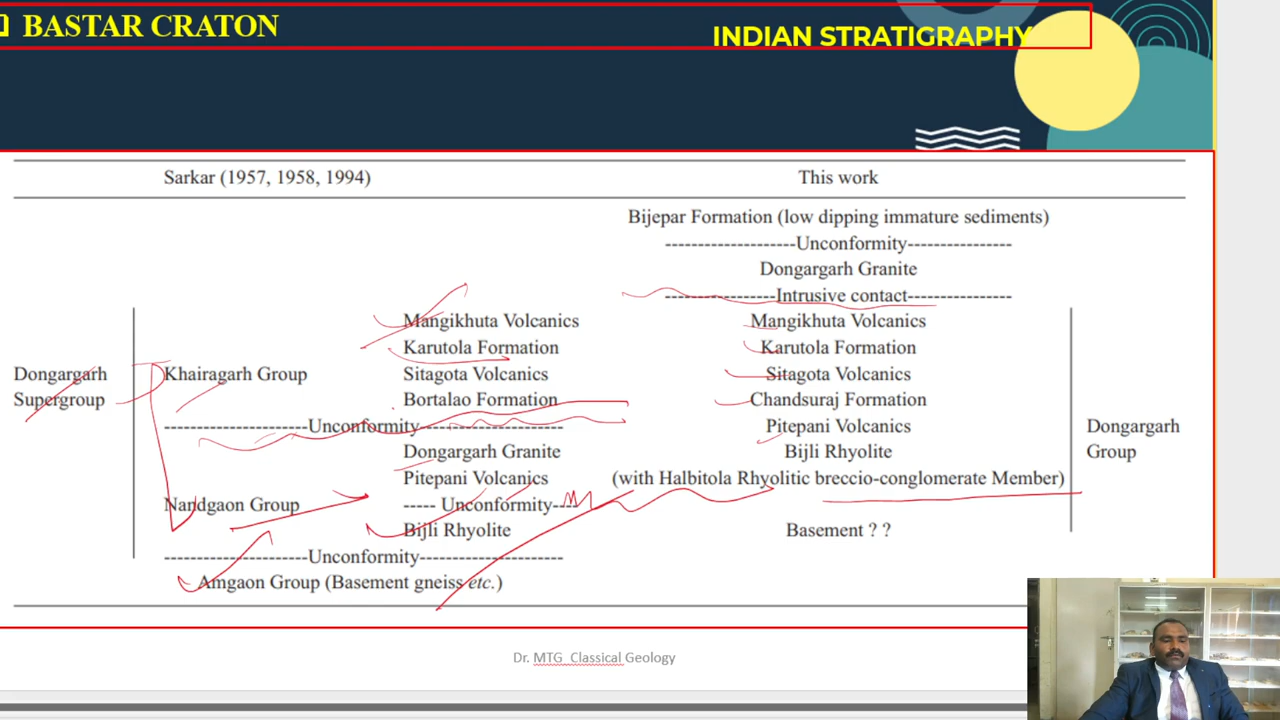 BASTAR CRATON
INDIAN STRATIGRAPHY
Sarkar (1957, 1958, 1994)
This work
Bijepar Formation (low dipping immature sediments)
--------------------Unconformity----------------
Dongargarh Granite
-----------------Intrusive contact----------------
Mangikhuta Volcanics
Mangikhuta Volcanics
Karutola Formation
Karutola Formation
Dongargarh
Supergroup
Khairagarh Group
Sitagota Volcanics
Sitagota Volcanics
Bortalao Formation
Chandsuraj Formation
----------------------Unconformity----------------------
Pitepani Volcanics
Dongargarh
Group
Dongargarh Granite
Bijli Rhyolite
Pitepani Volcanics
(with Halbitola Rhyolitic breccio-conglomerate Member)
Nandgaon Group
----- Unconformity----
Bijli Rhyolite
Basement ? ?
----------------------Unconformity----------------------
Amgaon Group (Basement gneiss etc.)
Dr. MTG Classical Geology